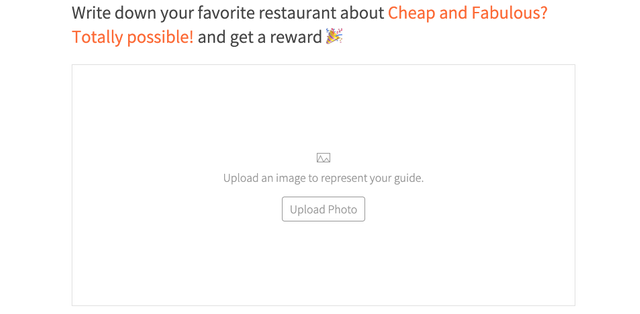 Write down your favorite restaurant about Cheap and Fabulous?
Totally possible! and get a reward🎉
Upload an image to represent your guide.
Upload Photo